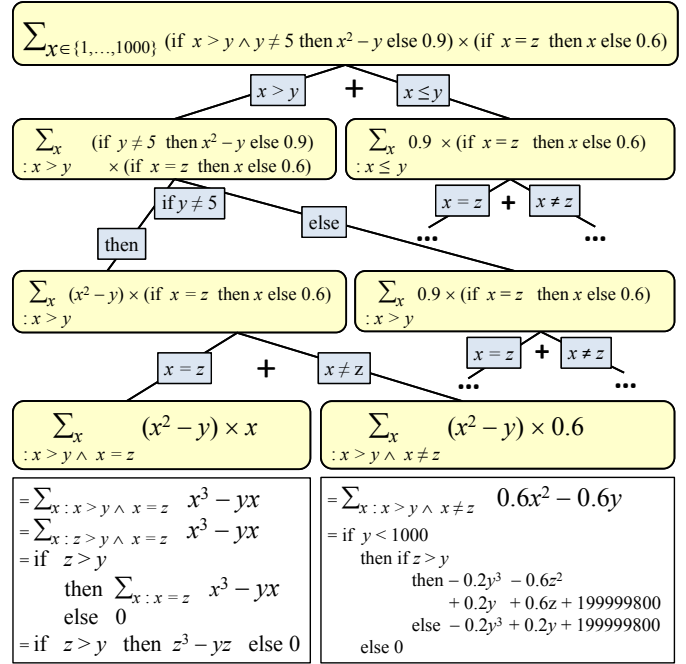 ∑x∈{1,…,1000} (if x > y ∧ y ≠ 5 then x² − y else 0.9) × (if x = z then x else 0.6)
x > y + x ≤ y
∑x (if y ≠ 5 then x² − y else 0.9)
: x > y × (if x = z then x else 0.6)
∑x 0.9 × (if x = z then x else 0.6)
: x ≤ y
if y ≠ 5
x = z + x ≠ z
else
... ...
then
∑x (x² − y) × (if x = z then x else 0.6)
: x > y
∑x 0.9 × (if x = z then x else 0.6)
: x > y
x = z + x ≠ z
x = z + x ≠ z
... ...
∑x (x² − y) × x
: x > y ∧ x = z
∑x (x² − y) × 0.6
: x > y ∧ x ≠ z
= ∑x : x > y ∧ x = z x³ − yx
= ∑x : z > y ∧ x = z x³ − yx
= if z > y
then ∑x : x = z x³ − yx
else 0
= if z > y then z³ − yz else 0
= ∑x : x > y ∧ x ≠ z 0.6x² − 0.6y
= if y < 1000
then if z > y
then − 0.2y³ − 0.6z²
+ 0.2y + 0.6z + 199999800
else − 0.2y³ + 0.2y + 199999800
else 0